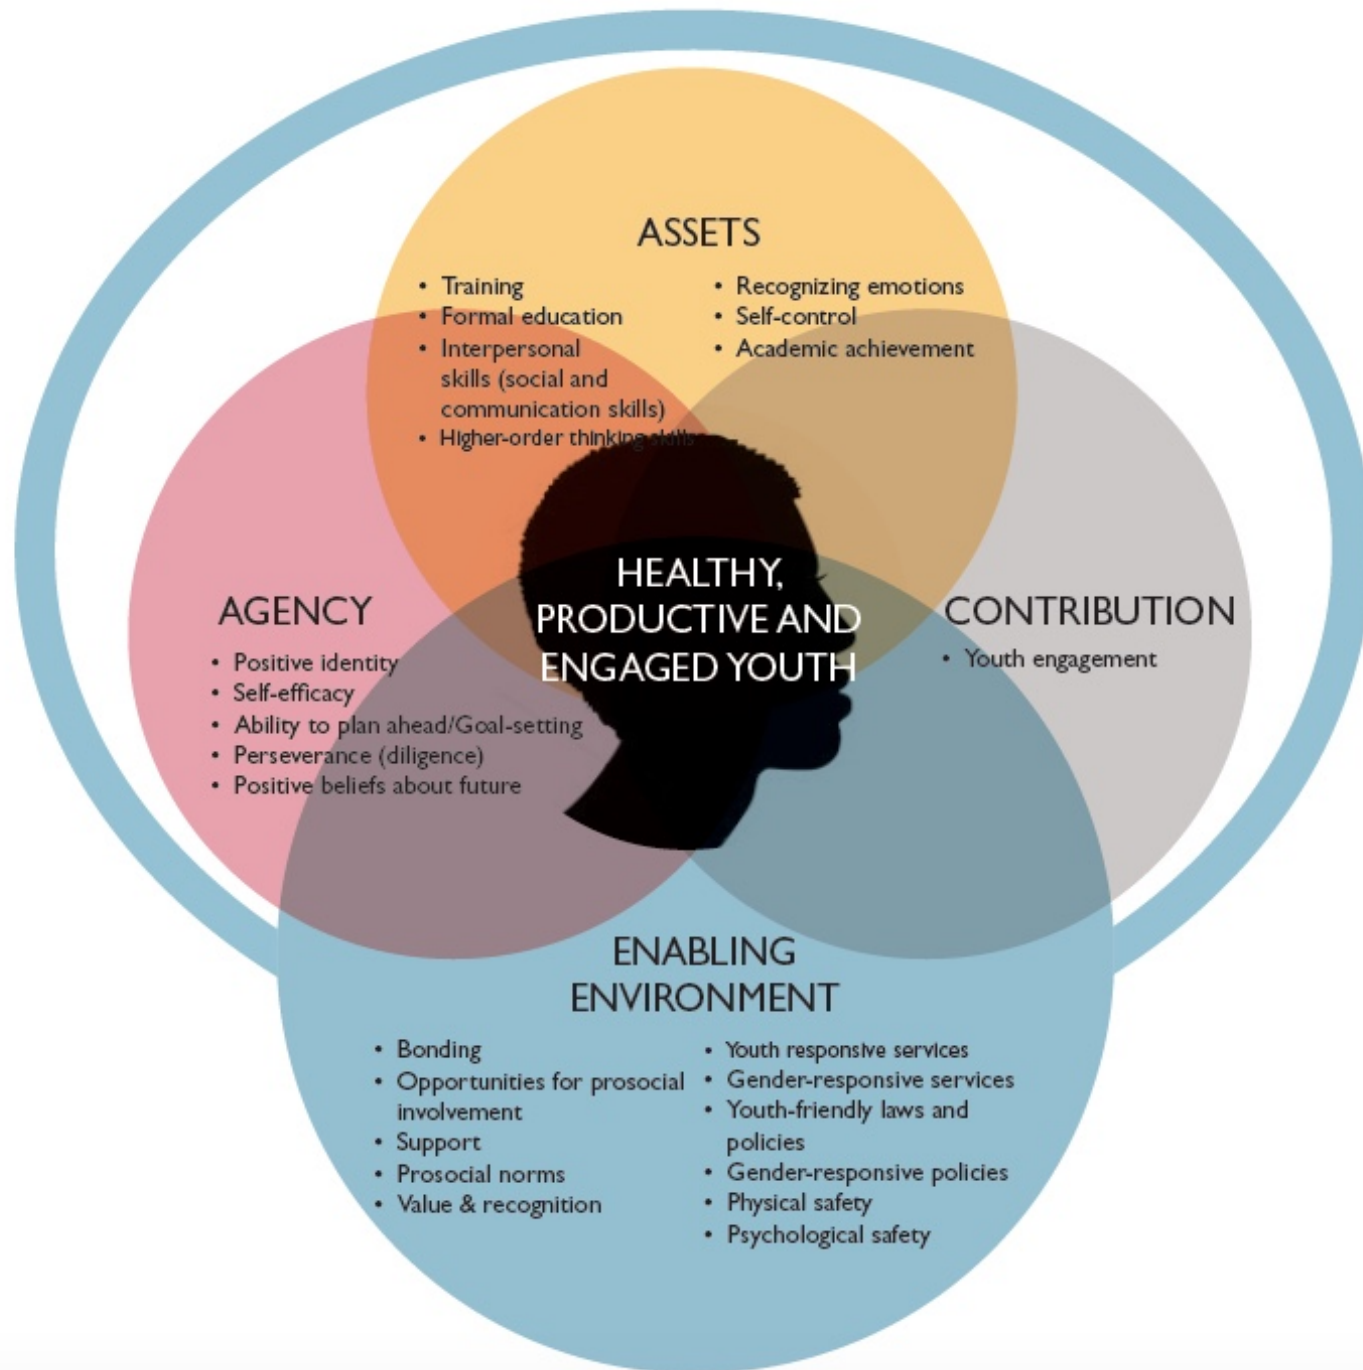 ASSETS
• Training
• Formal education
• Interpersonal
skills (social and
communication skills)
• Higher-order thinking skills
• Recognizing emotions
• Self-control
• Academic achievement
AGENCY
• Positive identity
• Self-efficacy
• Ability to plan ahead/Goal-setting
• Perseverance (diligence)
• Positive beliefs about future
HEALTHY,
PRODUCTIVE AND
ENGAGED YOUTH
CONTRIBUTION
• Youth engagement
ENABLING
ENVIRONMENT
• Bonding
• Opportunities for prosocial
involvement
• Support
• Prosocial norms
• Value & recognition
• Youth responsive services
• Gender-responsive services
• Youth-friendly laws and
policies
• Gender-responsive policies
• Physical safety
• Psychological safety